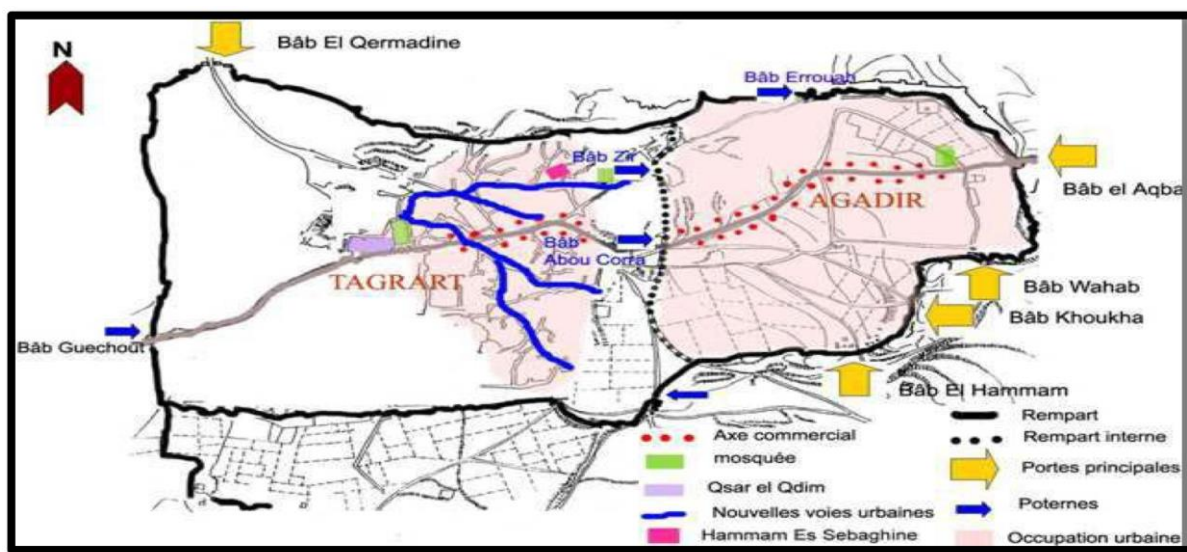 Bâb El Qermadine
N
Bâb Errouah
Bâb Zir
Bâb el Aqba
AGADIR
Bâb
Abou Corra
TAGRART
Bâb Wahab
Bâb Khoukha
Bâb Guechout
Bâb El Hammam
Axe commercial
mosquée
Qsar el Qdim
Nouvelles voies urbaines
Hammam Es Sebaghine
Rempart
Rempart interne
Portes principales
Poternes
Occupation urbaine